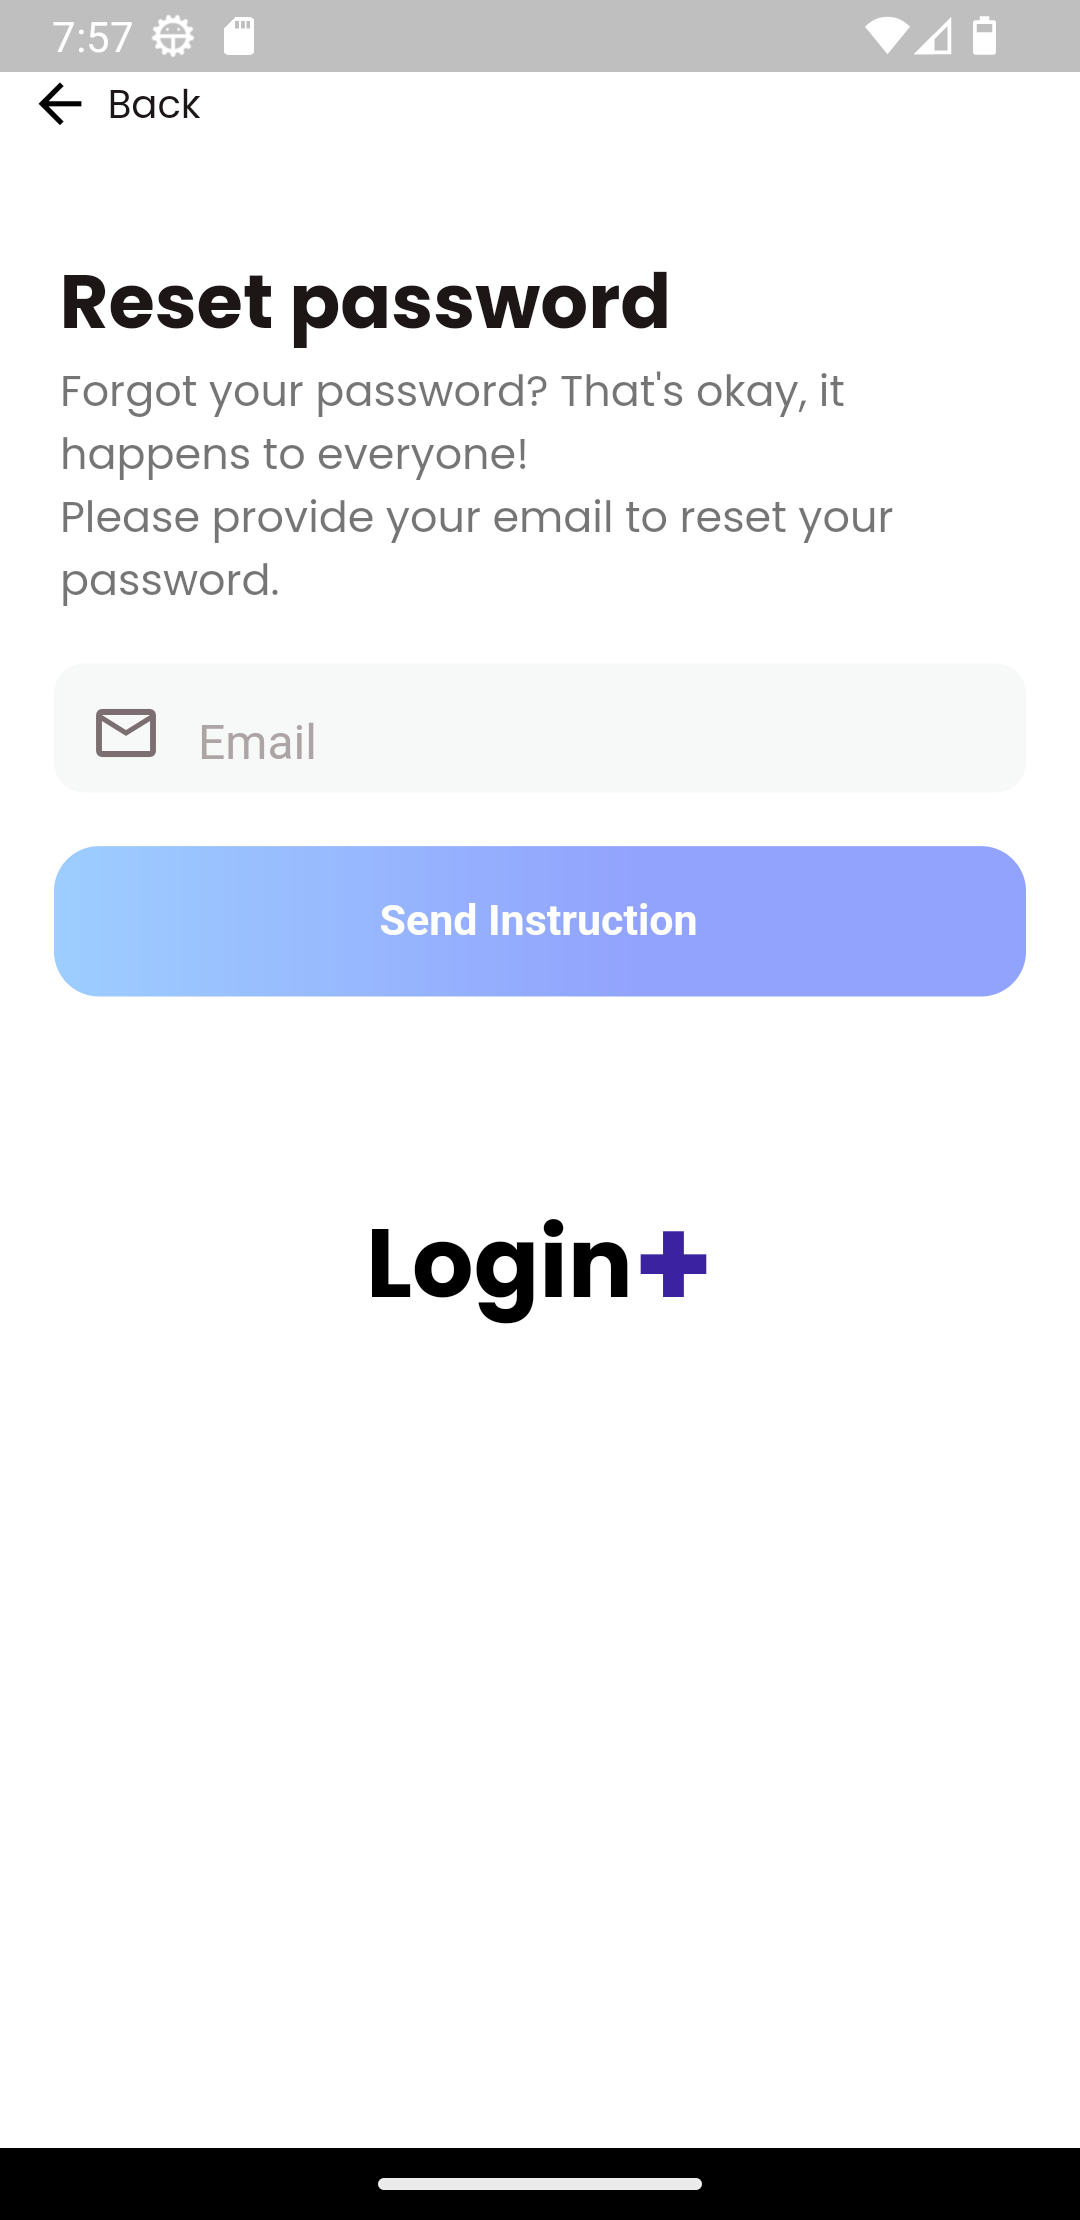 7:57
Back
Reset password
Forgot your password? That's okay, it
happens to everyone!
Please provide your email to reset your
password.
Email
Send Instruction
Login+